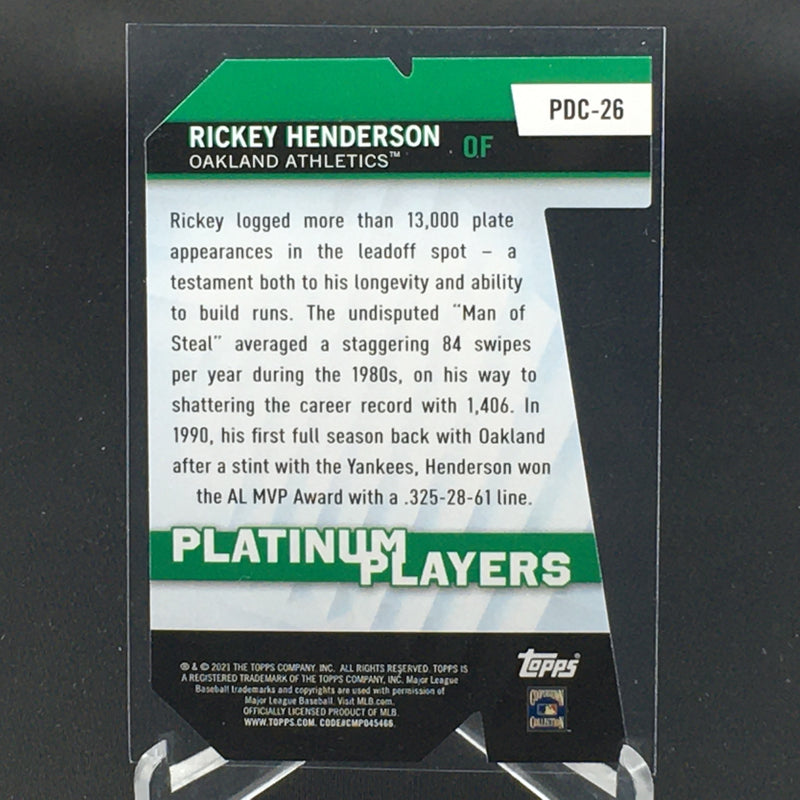 PDC-26
RICKEY HENDERSON OF
OAKLAND ATHLETICS™
Rickey logged more than 13,000 plate
appearances in the leadoff spot – a
testament both to his longevity and ability
to build runs. The undisputed "Man of
Steal" averaged a staggering 84 swipes
per year during the 1980s, on his way to
shattering the career record with 1,406. In
1990, his first full season back with Oakland
after a stint with the Yankees, Henderson won
the AL MVP Award with a .325-28-61 line.
PLATINUM
PLAYERS
® & © 2021 THE TOPPS COMPANY, INC. ALL RIGHTS RESERVED. TOPPS IS
A REGISTERED TRADEMARK OF THE TOPPS COMPANY, INC. Major League
Baseball trademarks and copyrights are used with permission of
Major League Baseball. Visit MLB.com.
OFFICIALLY LICENSED PRODUCT OF MLB.
WWW.TOPPS.COM. CODE#CMP045466.
Topps®
COOPERSTOWN
COLLECTION